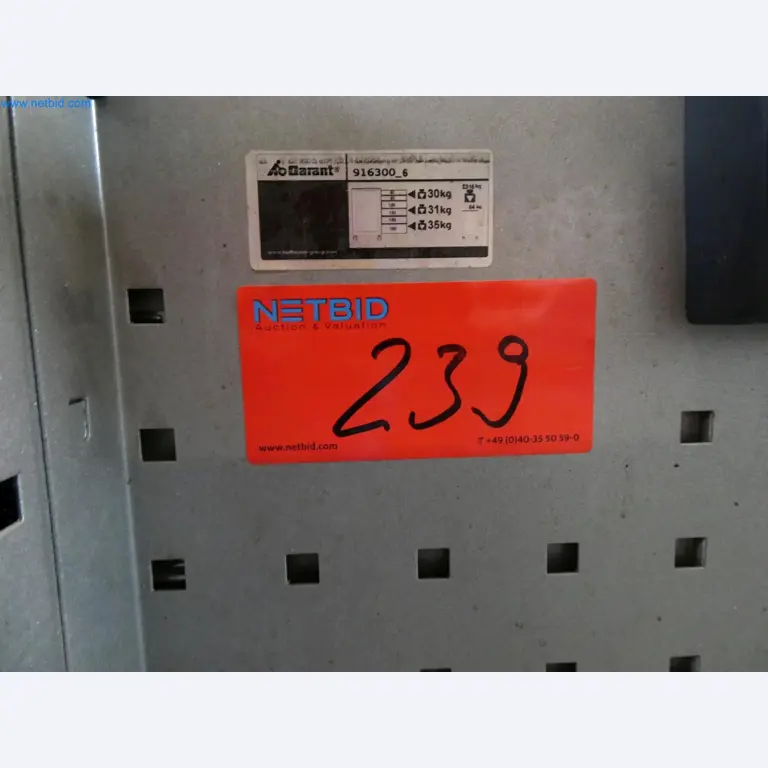 www.netbid.com
Garant®
916300_6
30kg
31kg
35kg
NETBID
Auction & Valuation
239
www.netbid.com
T +49 (0)40-35 50 59-0